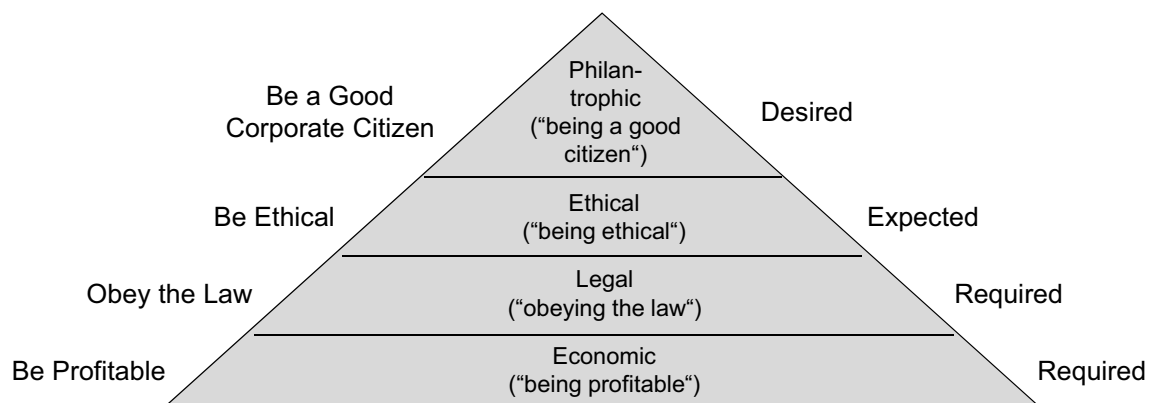 Philan-
trophic
(“being a good
citizen“)
Be a Good
Corporate Citizen
Desired
Ethical
(“being ethical“)
Be Ethical
Expected
Legal
(“obeying the law“)
Obey the Law
Required
Economic
(“being profitable“)
Be Profitable
Required